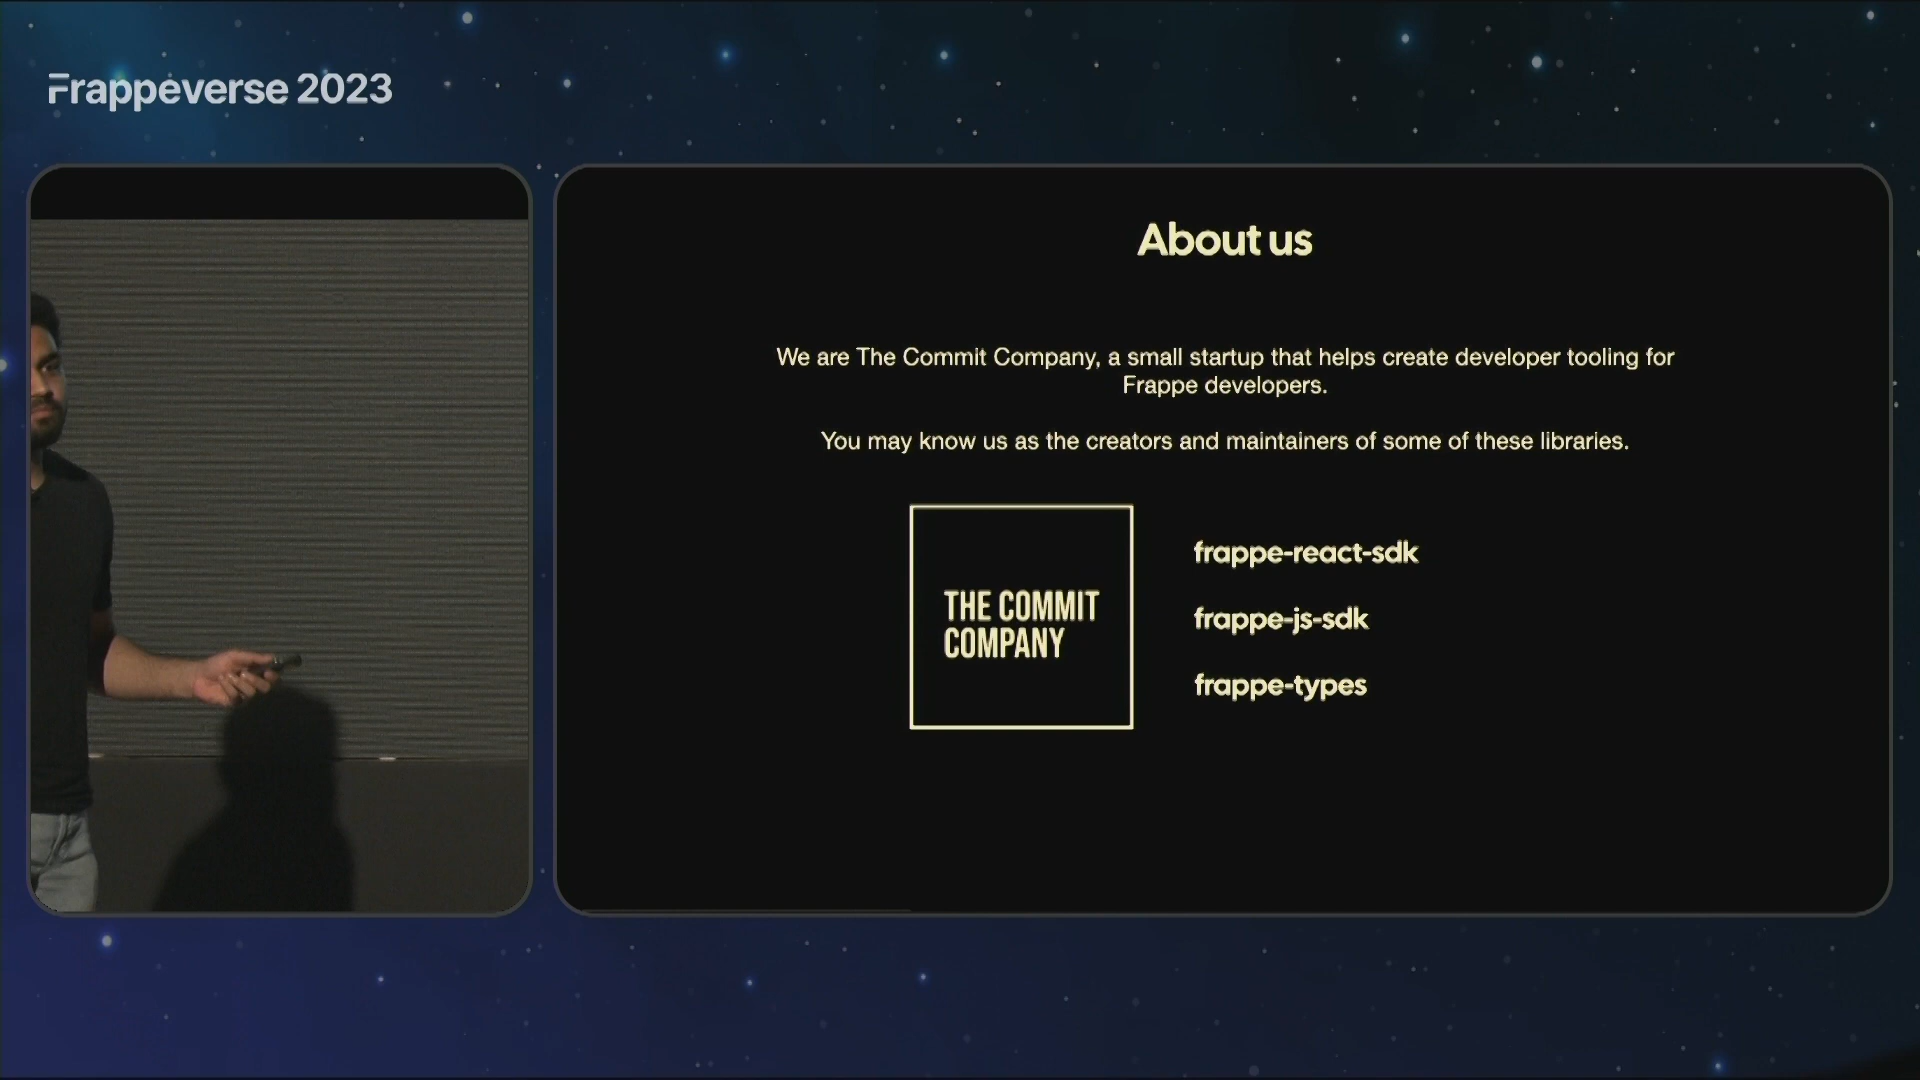 Frappeverse 2023
About us
We are The Commit Company, a small startup that helps create developer tooling for
Frappe developers.
You may know us as the creators and maintainers of some of these libraries.
THE COMMIT
COMPANY
frappe-react-sdk
frappe-js-sdk
frappe-types